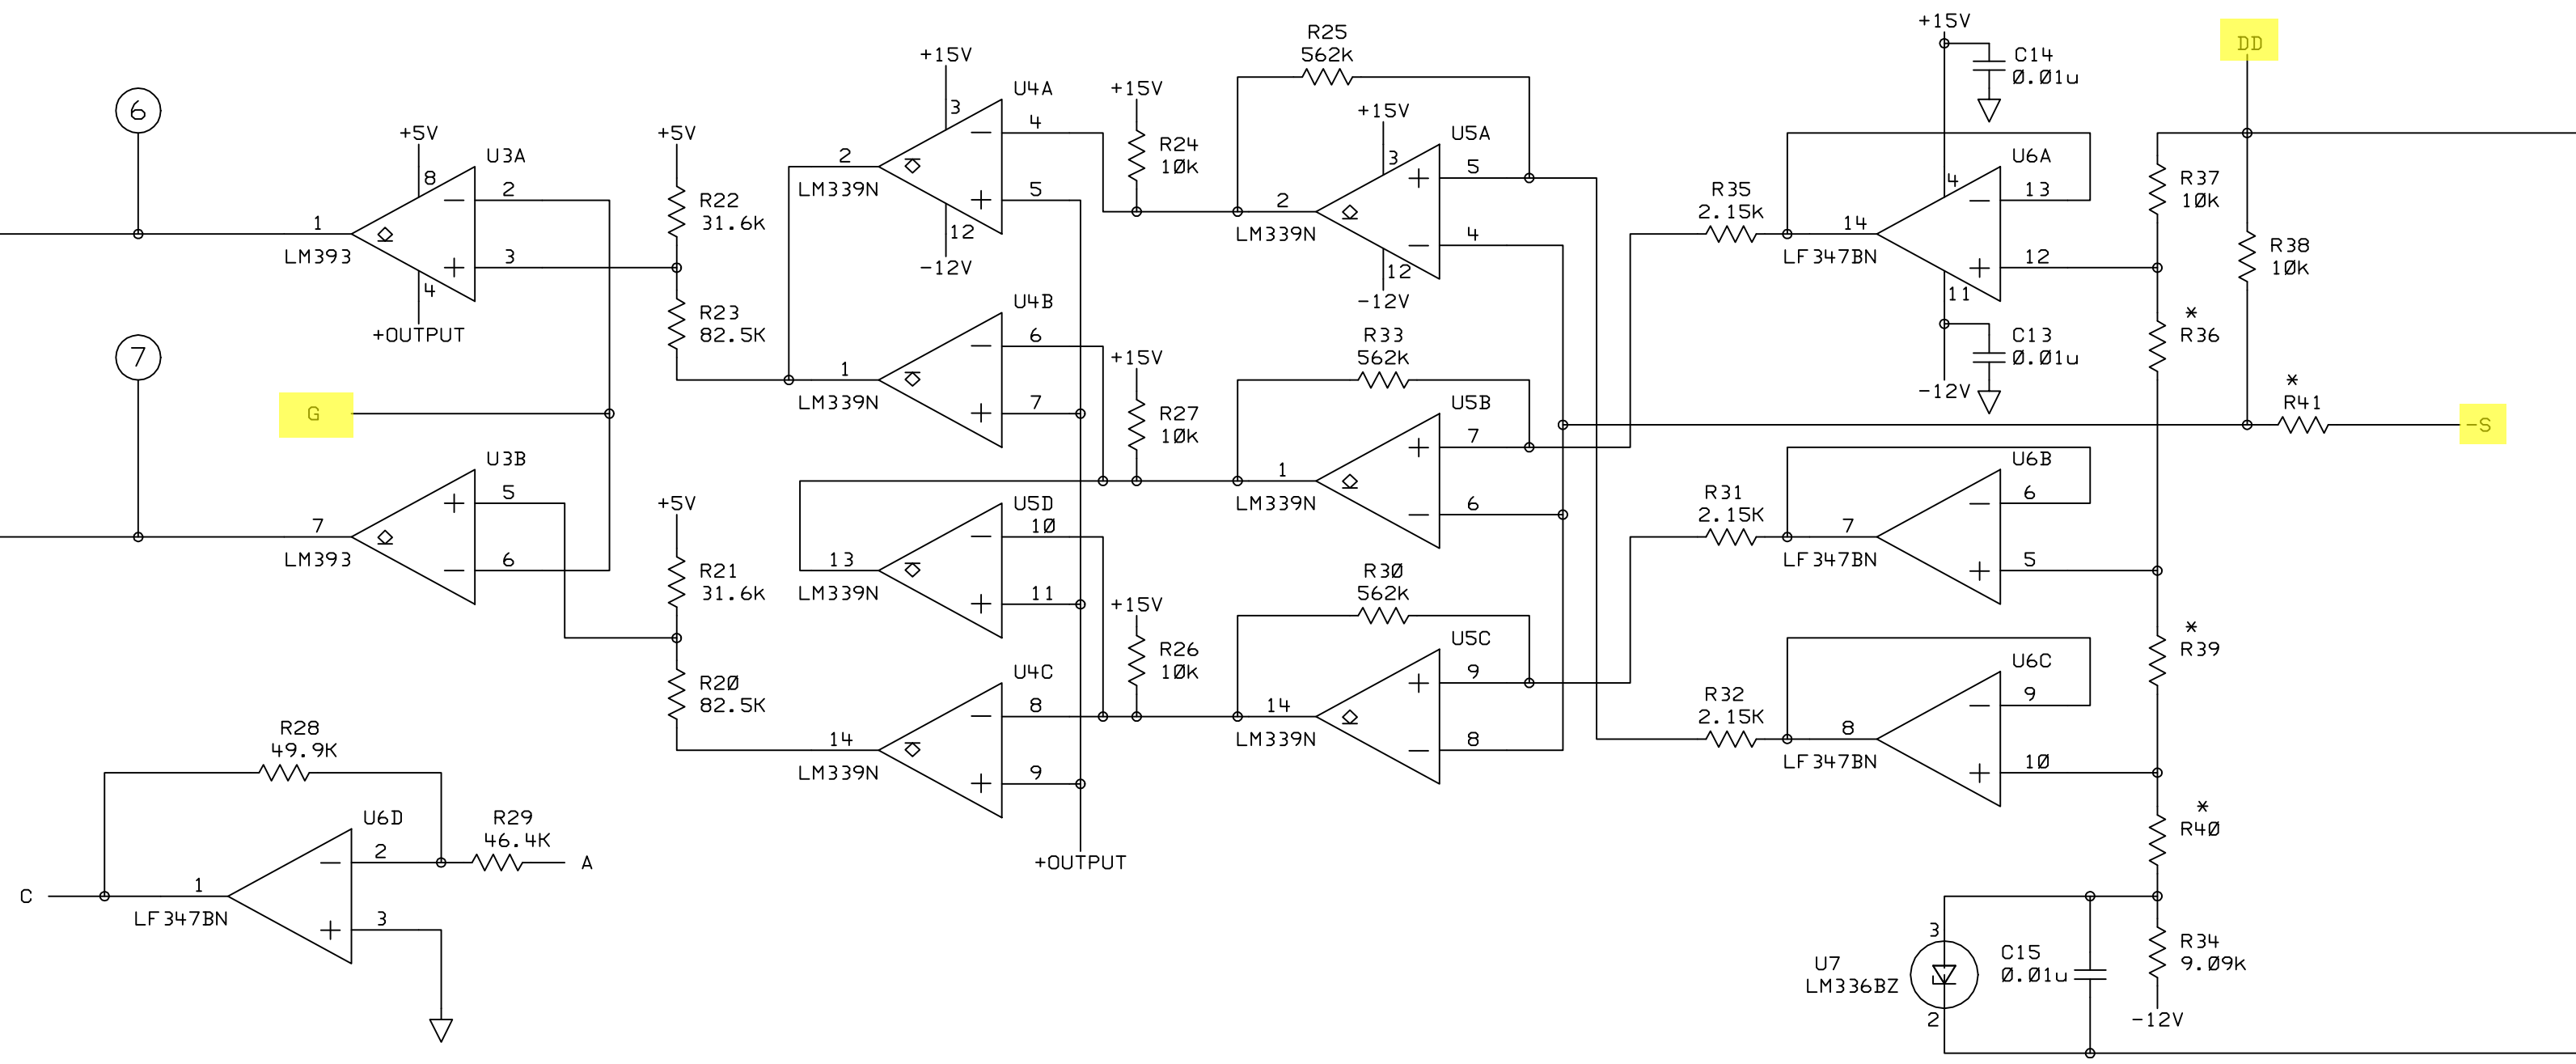 6
+5V
8
U3A
2
1
LM393
3
4
+OUTPUT
7
G
U3B
5
7
LM393
6
+5V
R22
31.6k
R23
82.5K
+5V
R21
31.6k
R20
82.5K
+15V
3
U4A
4
2
LM339N
5
12
-12V
U4B
6
1
LM339N
7
U5D
10
13
LM339N
11
U4C
8
14
LM339N
9
+OUTPUT
+15V
R24
10k
+15V
R27
10k
+15V
R26
10k
R25
562k
+15V
3
U5A
5
2
LM339N
4
12
-12V
R33
562k
U5B
7
1
LM339N
6
R30
562k
U5C
9
14
LM339N
8
R35
2.15k
R31
2.15K
R32
2.15K
+15V
C14
0.01u
U6A
4
13
14
LF347BN
12
11
C13
0.01u
-12V
U6B
6
7
LF347BN
5
U6C
9
8
LF347BN
10
DD
R37
10k
R38
10k
*
R36
*
R41
-S
*
R39
*
R40
R34
9.09k
-12V
3
U7
LM336BZ
2
C15
0.01u
R28
49.9K
U6D
2
R29
46.4K
A
C
1
LF347BN
3